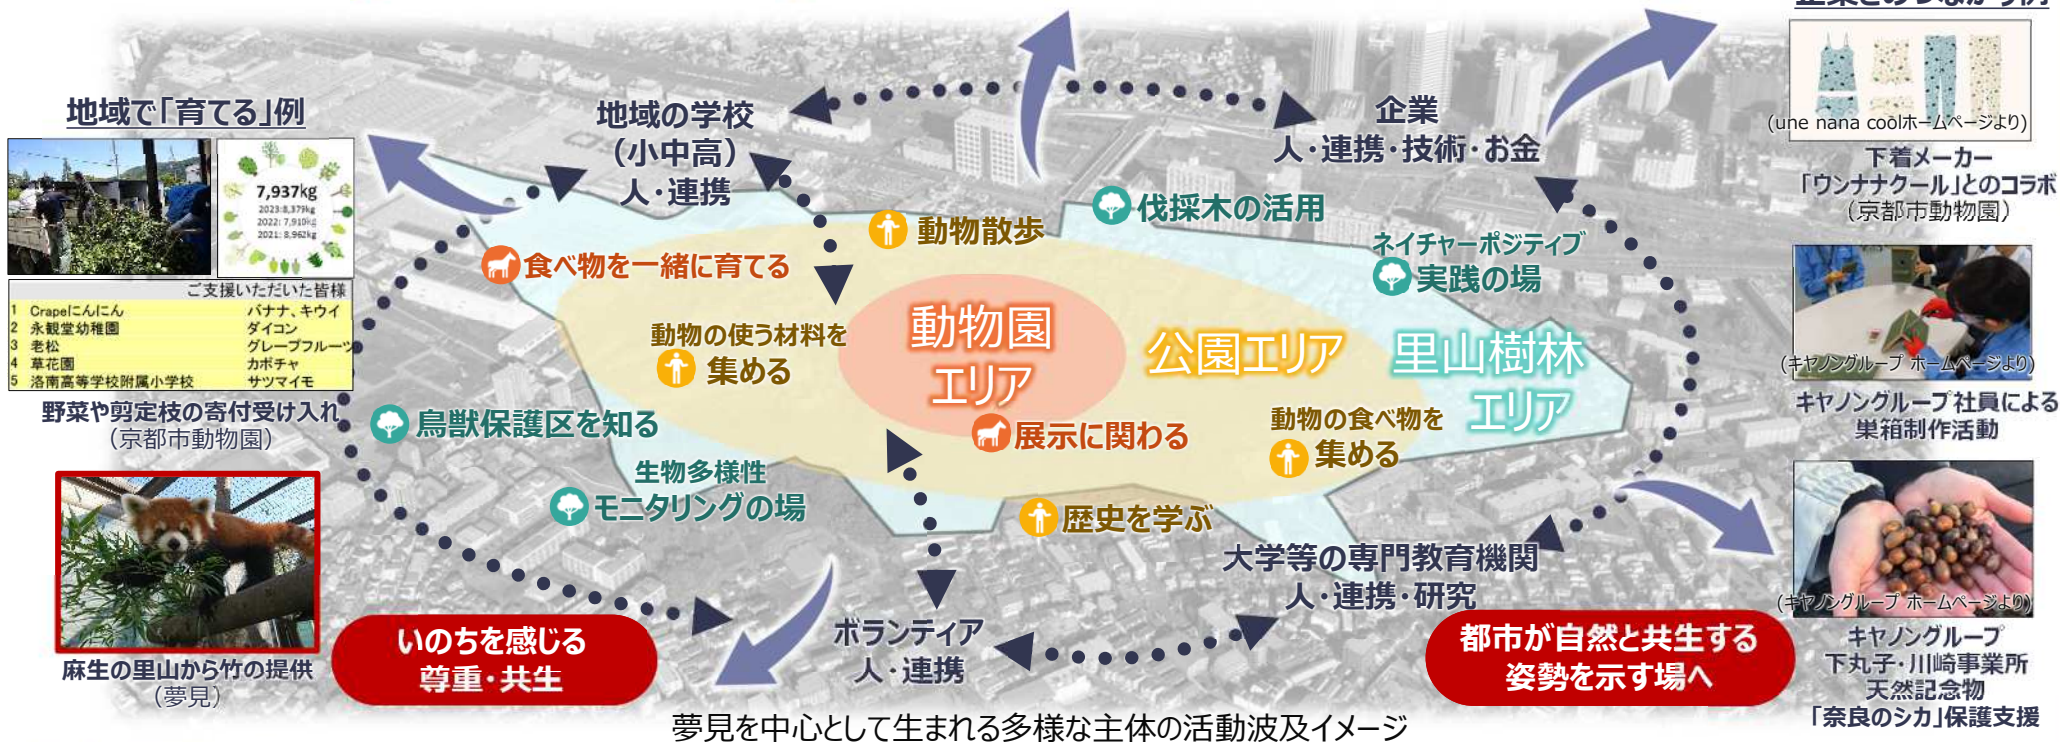 地域で「育てる」例
7,937kg
2023:8,379kg
2022: 7,910kg
2021: 8,962kg
ご支援いただいた皆様
1 Crapeにんにん バナナ、キウイ
2 永観堂幼稚園 ダイコン
3 老松 グレープフルーツ
4 草花園 カボチャ
5 洛南高等学校附属小学校 サツマイモ
野菜や剪定枝の寄付受け入れ
（京都市動物園）
麻生の里山から竹の提供
（夢見）
地域の学校
（小中高）
人・連携
企業
人・連携・技術・お金
動物散歩
伐採木の活用
食べ物を一緒に育てる
ネイチャーポジティブ
実践の場
動物の使う材料を
集める
動物園
エリア
公園エリア
里山樹林
エリア
鳥獣保護区を知る
展示に関わる
動物の食べ物を
集める
生物多様性
モニタリングの場
歴史を学ぶ
大学等の専門教育機関
人・連携・研究
ボランティア
人・連携
いのちを感じる
尊重・共生
都市が自然と共生する
姿勢を示す場へ
夢見を中心として生まれる多様な主体の活動波及イメージ
企業とのつながり例
(une nana coolホームページより)
下着メーカー
「ウンナナクール」とのコラボ
（京都市動物園）
(キヤノングループ ホームページより)
キヤノングループ社員による
巣箱制作活動
(キヤノングループ ホームページより)
キヤノングループ
下丸子・川崎事業所
天然記念物
「奈良のシカ」保護支援